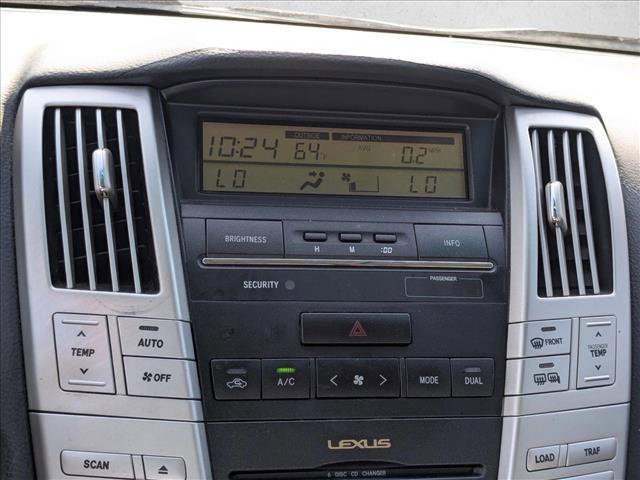 OUTSIDE INFORMATION
10:24 64°F AVG 0.2 MPH
LO LO
BRIGHTNESS H M :00 INFO
SECURITY PASSENGER
TEMP AUTO FRONT PASSENGER TEMP
OFF
A/C < > MODE DUAL
LEXUS
SCAN 6 DISC CD CHANGER LOAD TRAF